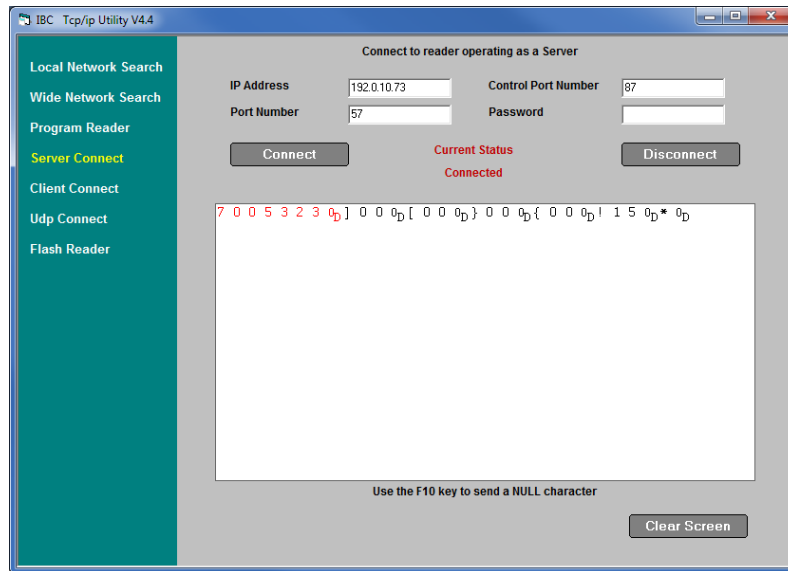 IBC Tcp/ip Utility V4.4
Local Network Search
Wide Network Search
Program Reader
Server Connect
Client Connect
Udp Connect
Flash Reader
Connect to reader operating as a Server
IP Address 192.0.10.73 Control Port Number 87
Port Number 57 Password
Connect Current Status Disconnect
Connected
7 0 0 5 3 2 3 0D ] 0 0 0D [ 0 0 0D } 0 0 0D { 0 0 0D ! 1 5 0D * 0D
Use the F10 key to send a NULL character
Clear Screen